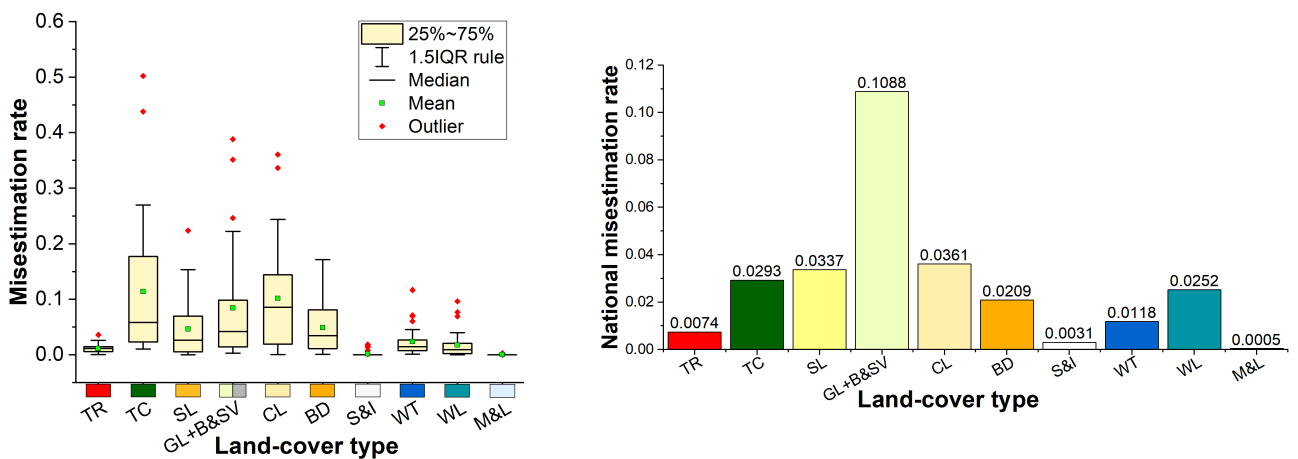 0.6
0.5
0.4
0.3
0.2
0.1
0.0
Misestimation rate
25%~75%
1.5IQR rule
Median
Mean
Outlier
TR
TC
SL
GL+B&SV
CL
BD
S&I
WT
WL
M&L
Land-cover type
0.12
0.10
0.08
0.06
0.04
0.02
0.00
National misestimation rate
0.0074
0.0293
0.0337
0.1088
0.0361
0.0209
0.0031
0.0118
0.0252
0.0005
TR
TC
SL
GL+B&SV
CL
BD
S&I
WT
WL
M&L
Land-cover type